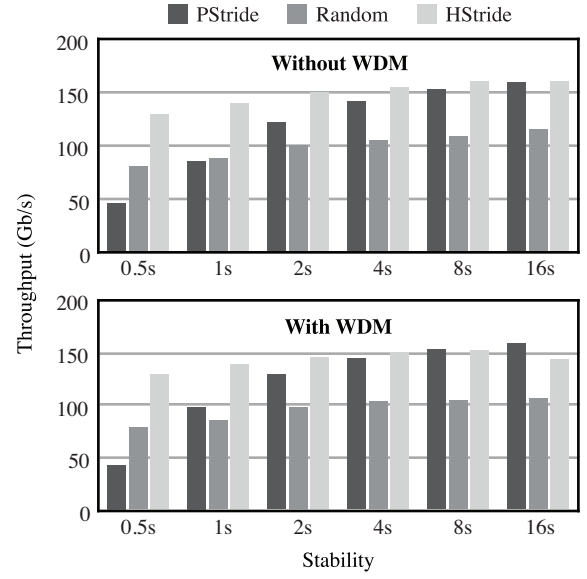 PStride Random HStride
Without WDM
200
150
100
50
0
0.5s 1s 2s 4s 8s 16s
Throughput (Gb/s)
With WDM
200
150
100
50
0
0.5s 1s 2s 4s 8s 16s
Stability